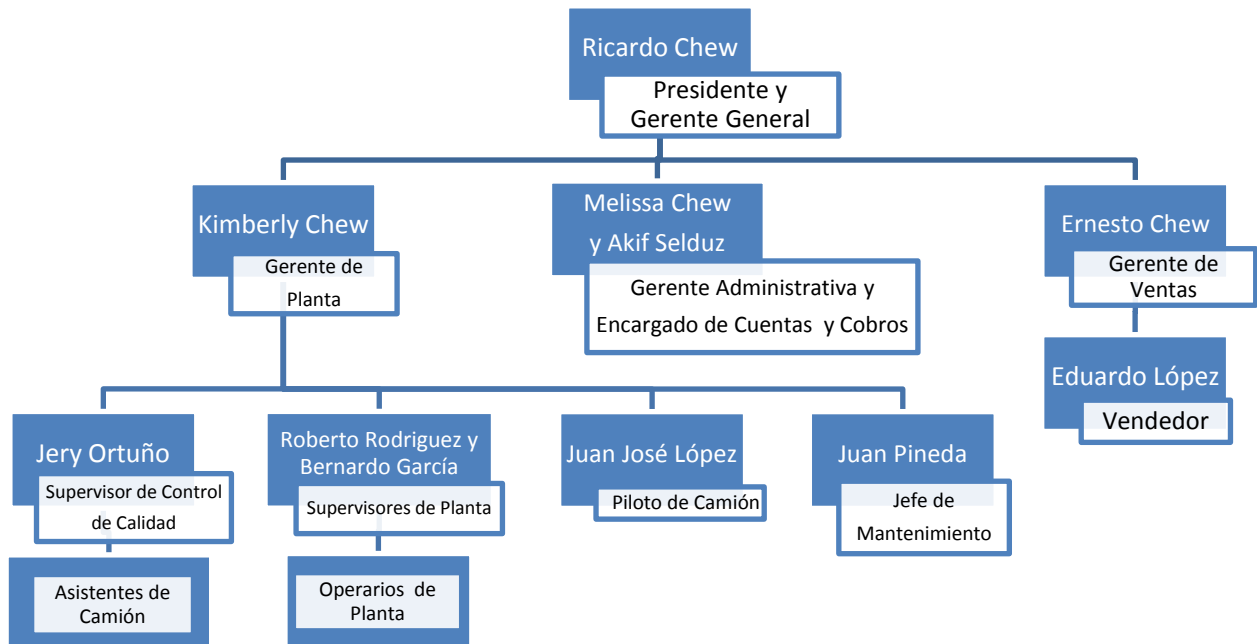 Ricardo Chew
Presidente y
Gerente General
Kimberly Chew
Gerente de
Planta
Melissa Chew
y Akif Selduz
Gerente Administrativa y
Encargado de Cuentas y Cobros
Ernesto Chew
Gerente de
Ventas
Eduardo López
Vendedor
Jery Ortuño
Supervisor de Control
de Calidad
Roberto Rodriguez y
Bernardo García
Supervisores de Planta
Juan José López
Piloto de Camión
Juan Pineda
Jefe de
Mantenimiento
Asistentes de
Camión
Operarios de
Planta